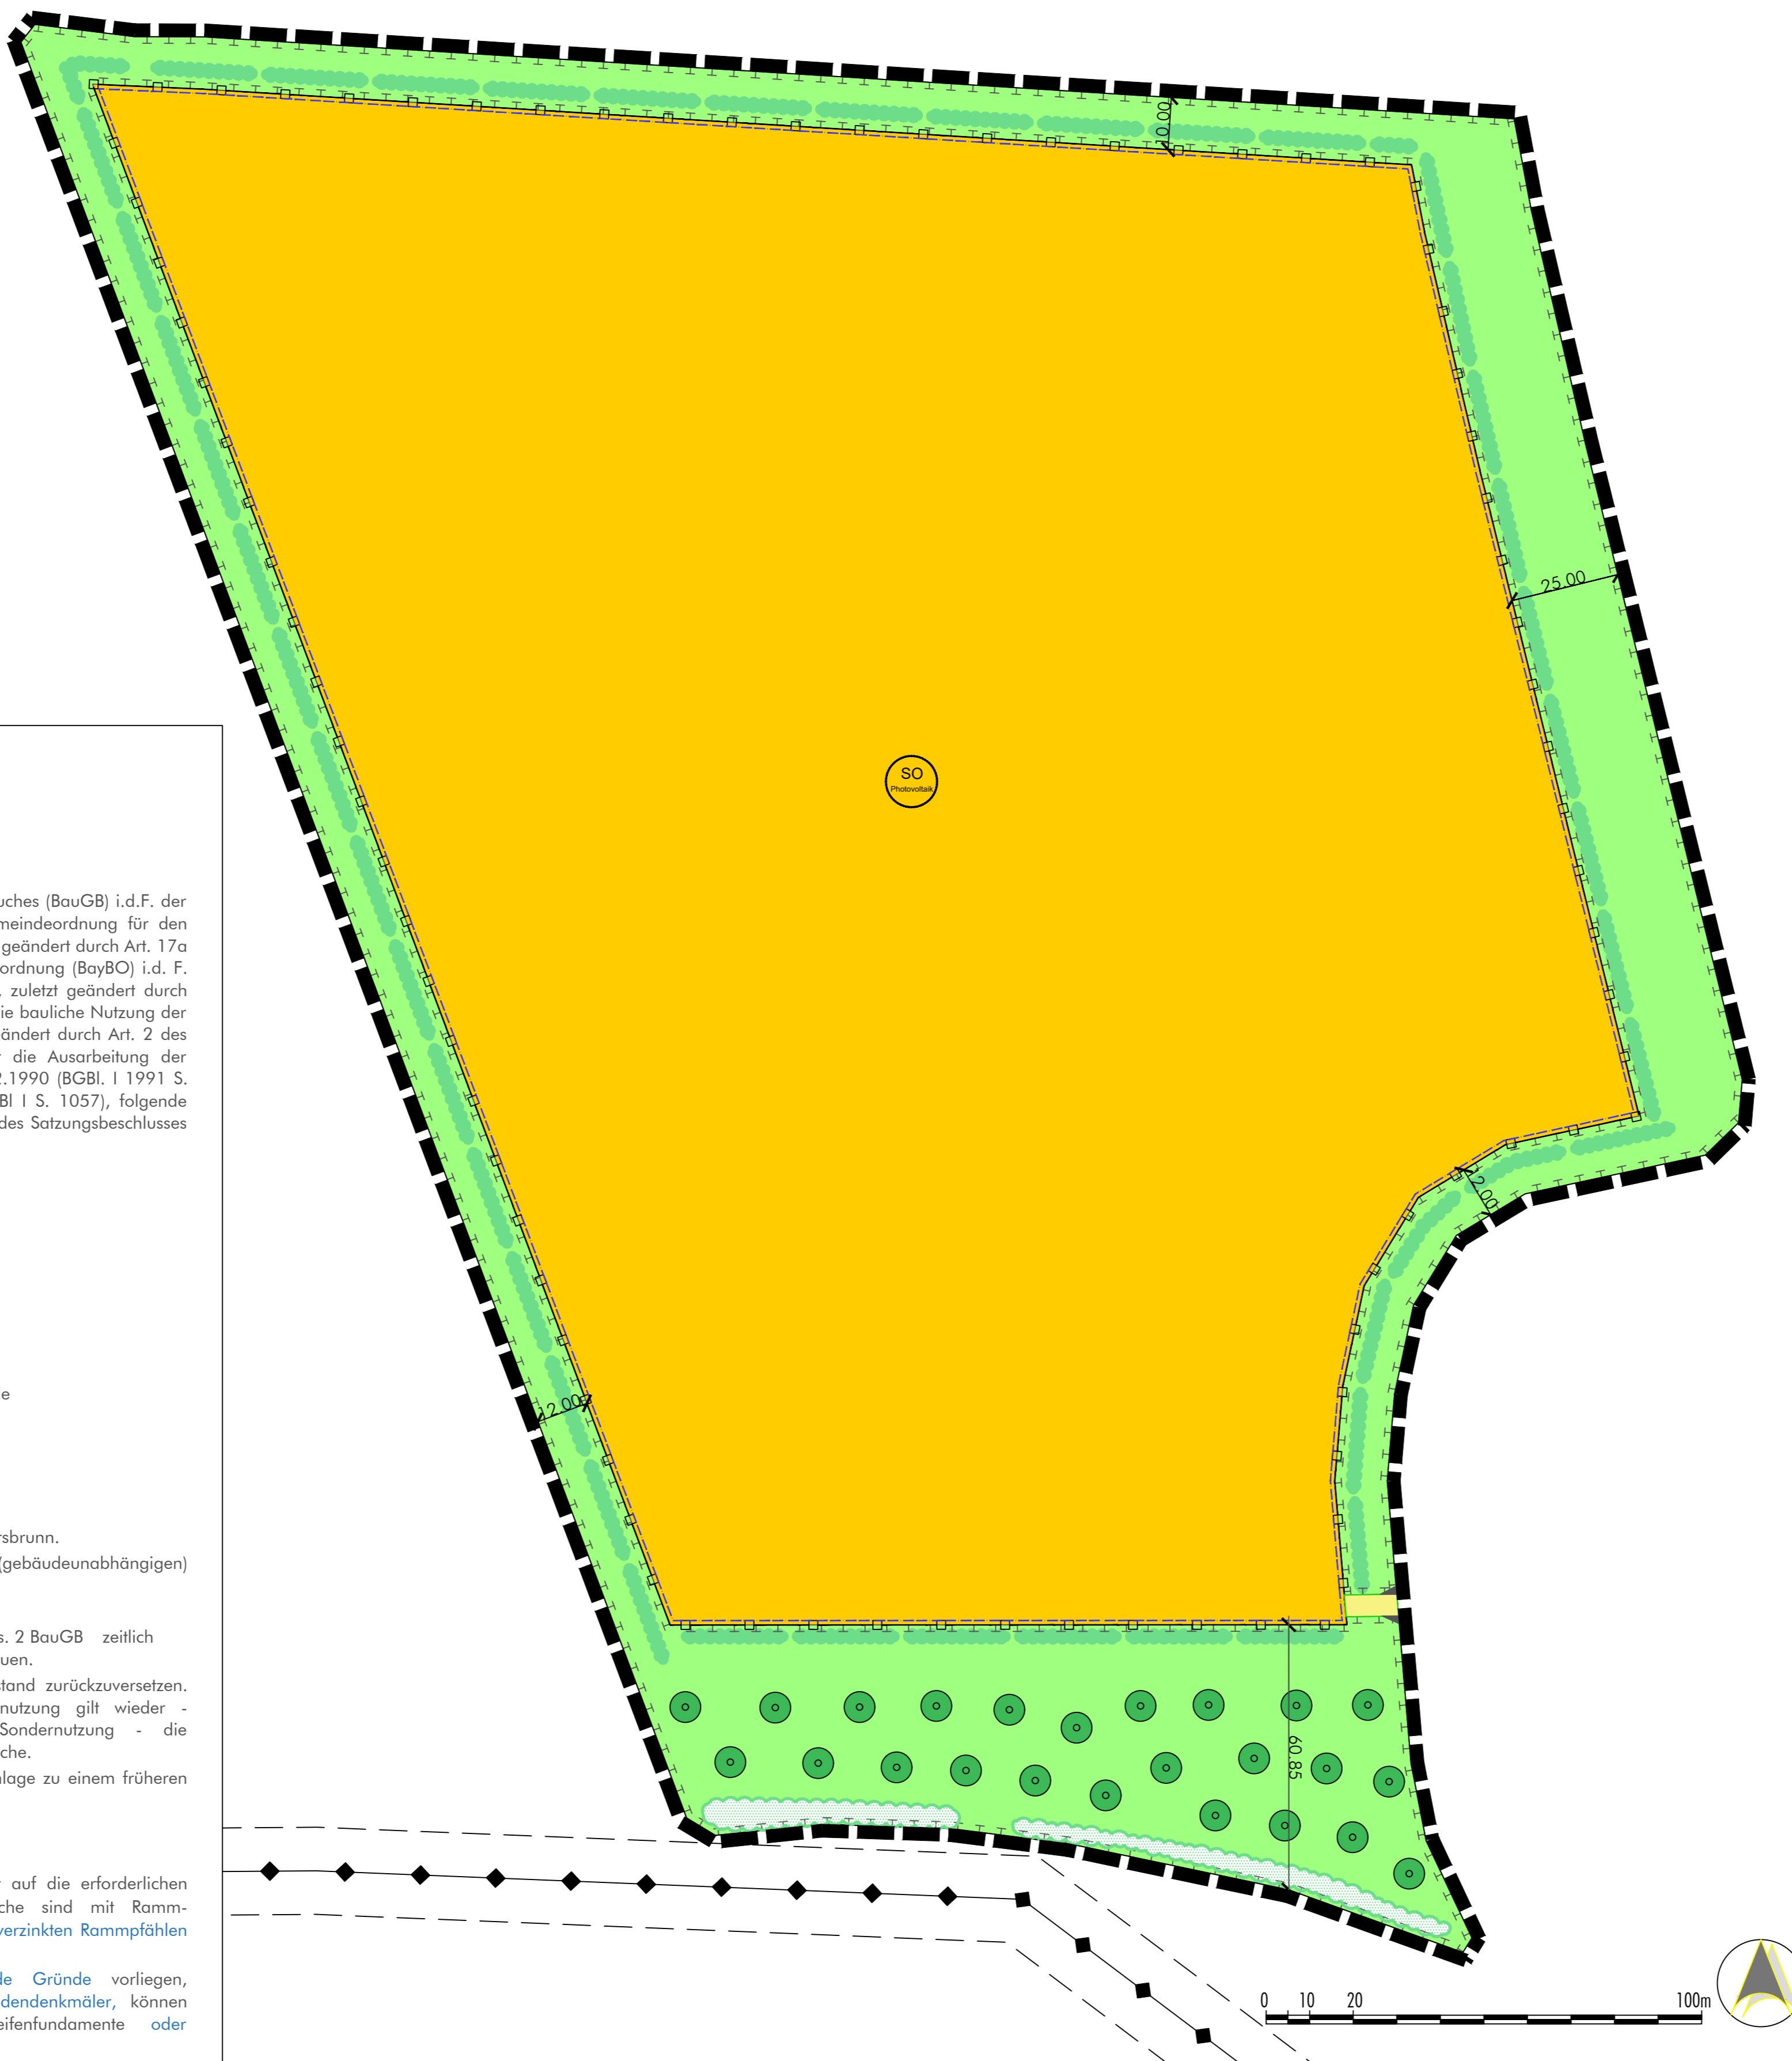 10.00
25.00
SO
Photovoltaik
uches (BauGB) i.d.F. der
meindeordnung für den
geändert durch Art. 17a
ordnung (BayBO) i.d. F.
, zuletzt geändert durch
ie bauliche Nutzung der
ändert durch Art. 2 des
die Ausarbeitung der
2.1990 (BGBl. I 1991 S.
Bl I S. 1057), folgende
des Satzungsbeschlusses
12.00
e
12.00
rsbrunn.
(gebäudeunabhängigen)
s. 2 BauGB zeitlich
uen.
stand zurückzuversetzen.
nutzung gilt wieder -
Sondernutzung - die
che.
nlage zu einem früheren
60.85
auf die erforderlichen
che sind mit Ramm-
verzinkten Rammpfählen
de Gründe vorliegen,
dendenkmäler, können
eifenfundamente oder
0 10 20 100m